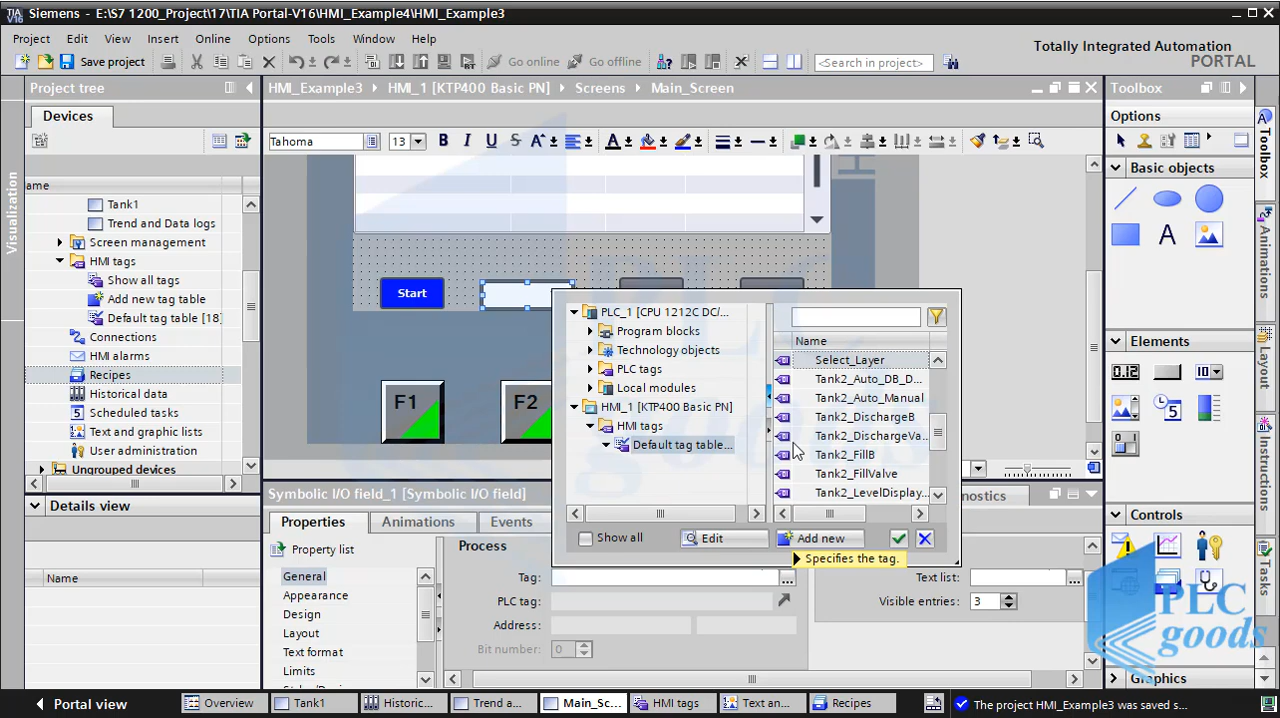 Siemens - E:\S7 1200_Project\17\TIA Portal-V16\HMI_Example4\HMI_Example3
Project Edit View Insert Online Options Tools Window Help
Totally Integrated Automation
PORTAL
Save project Go online Go offline <Search in project>
Project tree
HMI_Example3 HMI_1 [KTP400 Basic PN] Screens Main_Screen
Toolbox
Devices
Options
Tahoma 13
Basic objects
Visualization
ame
Tank1
Trend and Data logs
Screen management
HMI tags
Show all tags
Add new tag table
Default tag table [18]
Connections
HMI alarms
Recipes
Historical data
Scheduled tasks
Text and graphic lists
User administration
Ungrouped devices
Start
F1
F2
PLC_1 [CPU 1212C DC/...
Program blocks
Technology objects
PLC tags
Local modules
HMI_1 [KTP400 Basic PN]
HMI tags
Default tag table...
Name
Select_Layer
Tank2_Auto_DB_D...
Tank2_Auto_Manual
Tank2_DischargeB
Tank2_DischargeVa...
Tank2_FillB
Tank2_FillValve
Tank2_LevelDisplay...
Show all Edit Add new
Specifies the tag.
Elements
0.12 10
5
Controls
Graphics
Toolbox
Animations
Layout
Instructions
Tasks
Details view
Name
Symbolic I/O field_1 [Symbolic I/O field]
nostics
Properties Animations Events
Property list
General
Appearance
Design
Layout
Text format
Limits
Process
Tag:
PLC tag:
Address:
Bit number: 0
Text list:
Visible entries: 3
PLC
goods
Portal view Overview Tank1 Historic... Trend a... Main_Sc... HMI tags Text an... Recipes The project HMI_Example3 was saved s...